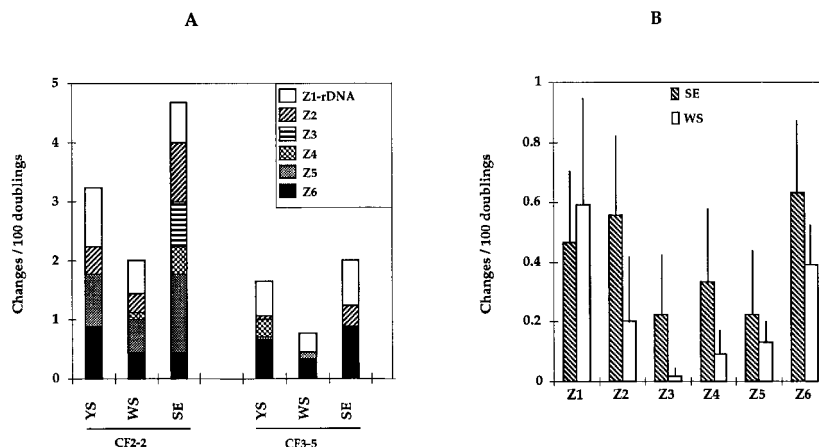 A
Changes / 100 doublings
5
4
3
2
1
0
Z1-rDNA
Z2
Z3
Z4
Z5
Z6
YS
WS
SE
YS
WS
SE
CF2-2
CF3-5
B
Changes / 100 doublings
1
0.8
0.6
0.4
0.2
0
SE
WS
Z1
Z2
Z3
Z4
Z5
Z6